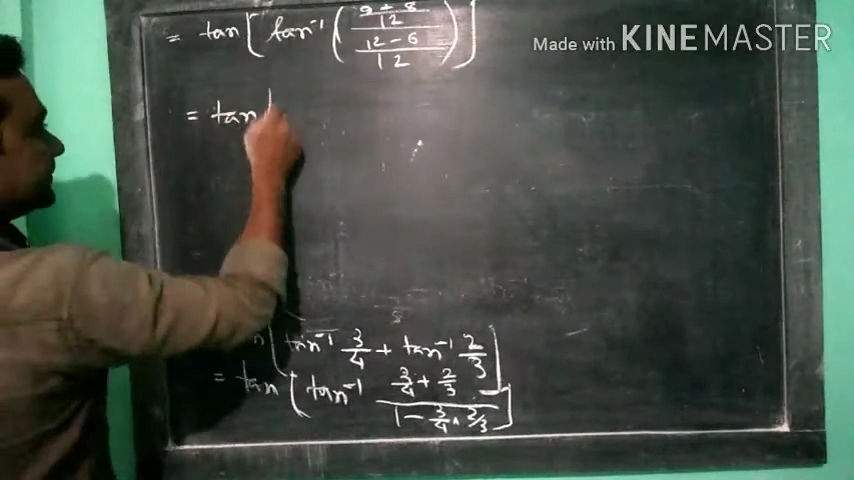 = tan [ tan⁻¹ ( ((9 + 8)/12) / ((12 - 6)/12) ) ]
Made with KINEMASTER
= tan
[ tan⁻¹ 3/4 + tan⁻¹ 2/3 ]
= tan [ tan⁻¹ (3/4 + 2/3) / (1 - 3/4 × 2/3) ]